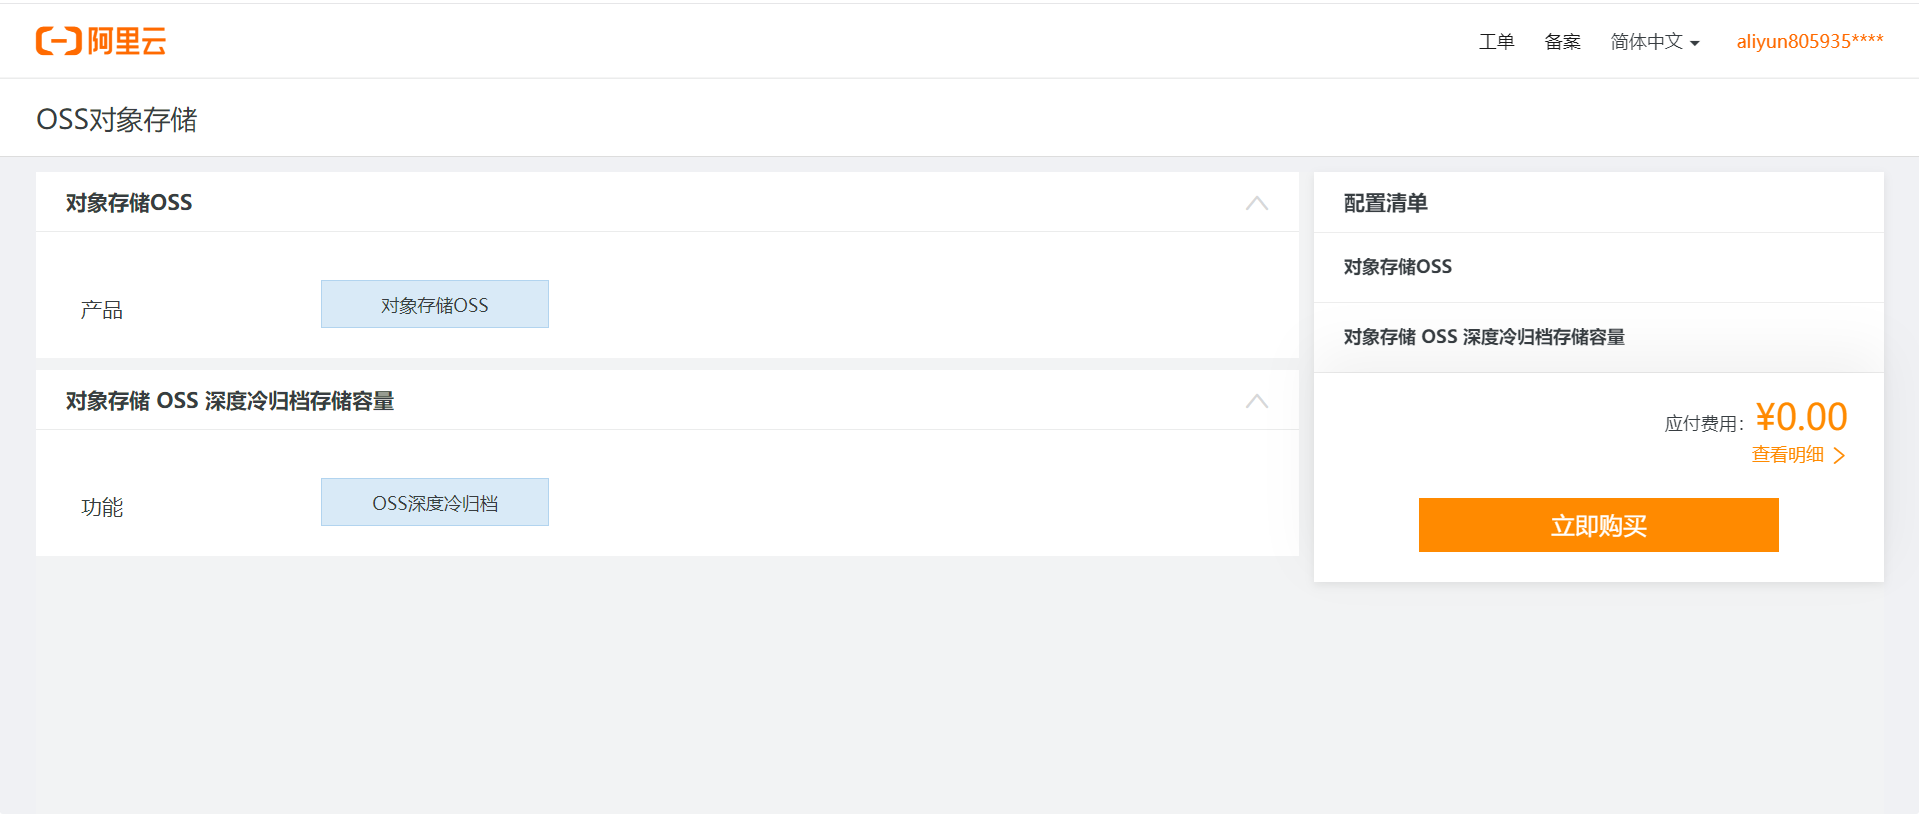 阿里云
工单 备案 简体中文 aliyun805935****
OSS对象存储
对象存储OSS
产品 对象存储OSS
对象存储 OSS 深度冷归档存储容量
功能 OSS深度冷归档
配置清单
对象存储OSS
对象存储 OSS 深度冷归档存储容量
应付费用：¥0.00
查看明细
立即购买